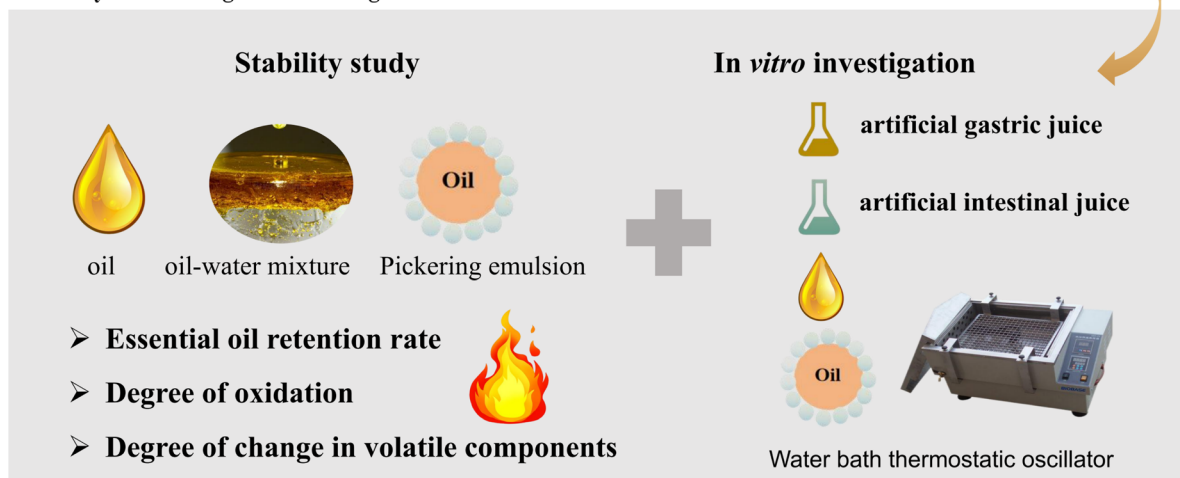 Stability study
In vitro investigation
artificial gastric juice
artificial intestinal juice
Oil
oil
oil-water mixture
Pickering emulsion
➢ Essential oil retention rate
➢ Degree of oxidation
➢ Degree of change in volatile components
Oil
Water bath thermostatic oscillator